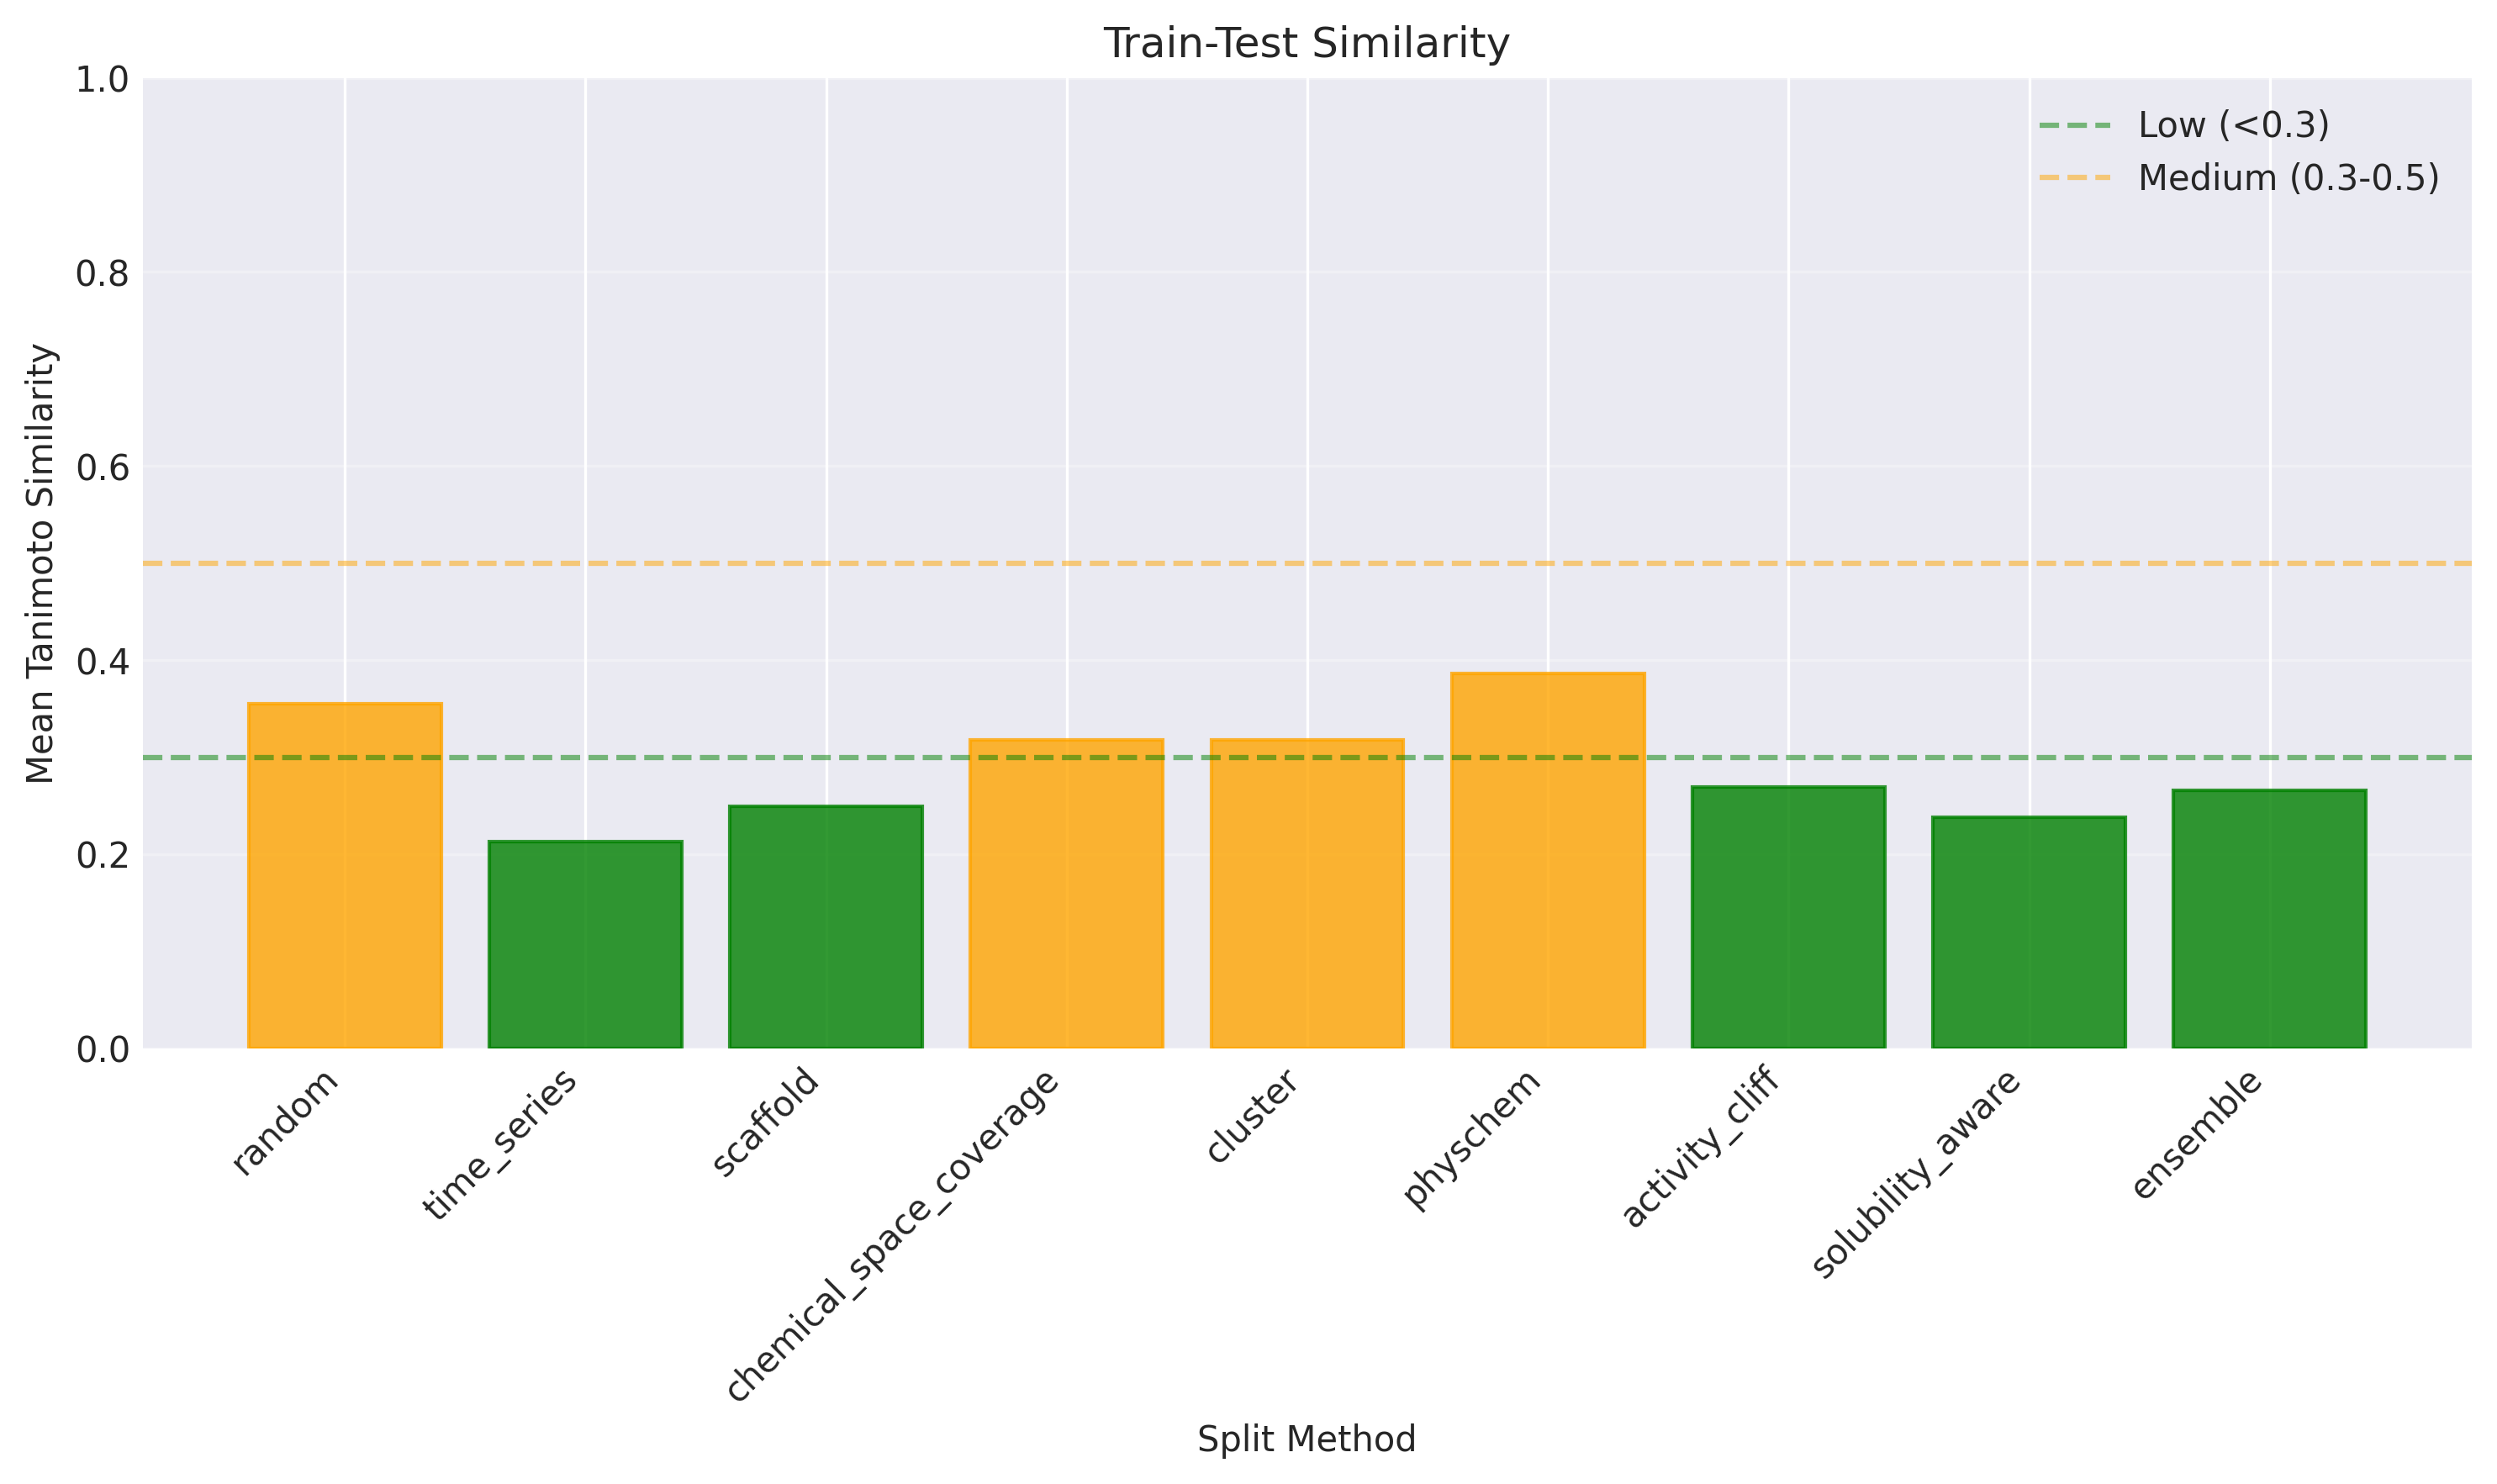 Train-Test Similarity
Low (<0.3)
Medium (0.3-0.5)
Mean Tanimoto Similarity
1.0
0.8
0.6
0.4
0.2
0.0
random
time_series
scaffold
chemical_space_coverage
cluster
physchem
activity_cliff
solubility_aware
ensemble
Split Method